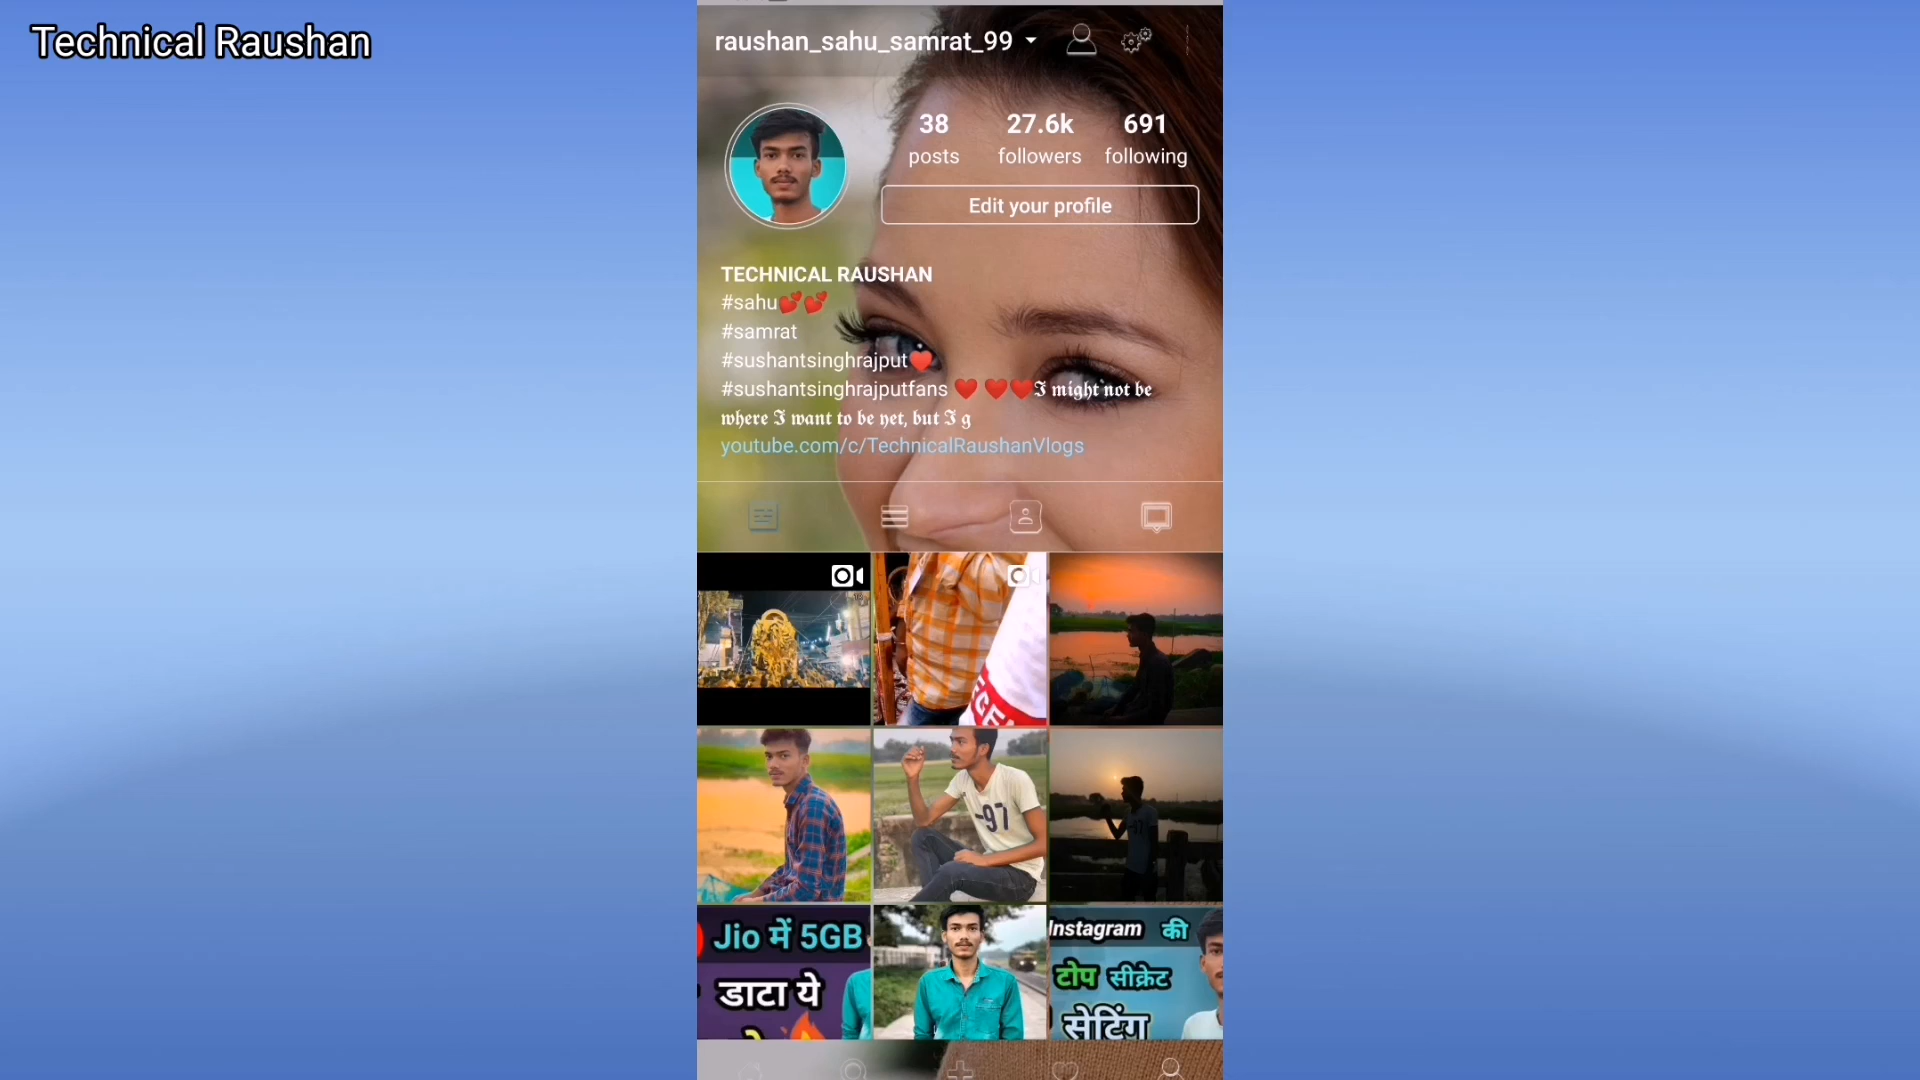 Technical Raushan
raushan_sahu_samrat_99
38 27.6k 691
posts followers following
Edit your profile
TECHNICAL RAUSHAN
#sahu💕💕
#samrat
#sushantsinghrajput❤️
#sushantsinghrajputfans ❤️ ❤️❤️𝕴 𝖒𝖎𝖌𝖍𝖙 𝖓𝖔𝖙 𝖇𝖊
𝖜𝖍𝖊𝖗𝖊 𝕴 𝖜𝖆𝖓𝖙 𝖙𝖔 𝖇𝖊 𝖞𝖊𝖙, 𝖇𝖚𝖙 𝕴 𝖌
youtube.com/c/TechnicalRaushanVlogs
-97
Jio में 5GB
डाटा ये
Instagram की
टोप सीक्रेट
सेटिंग